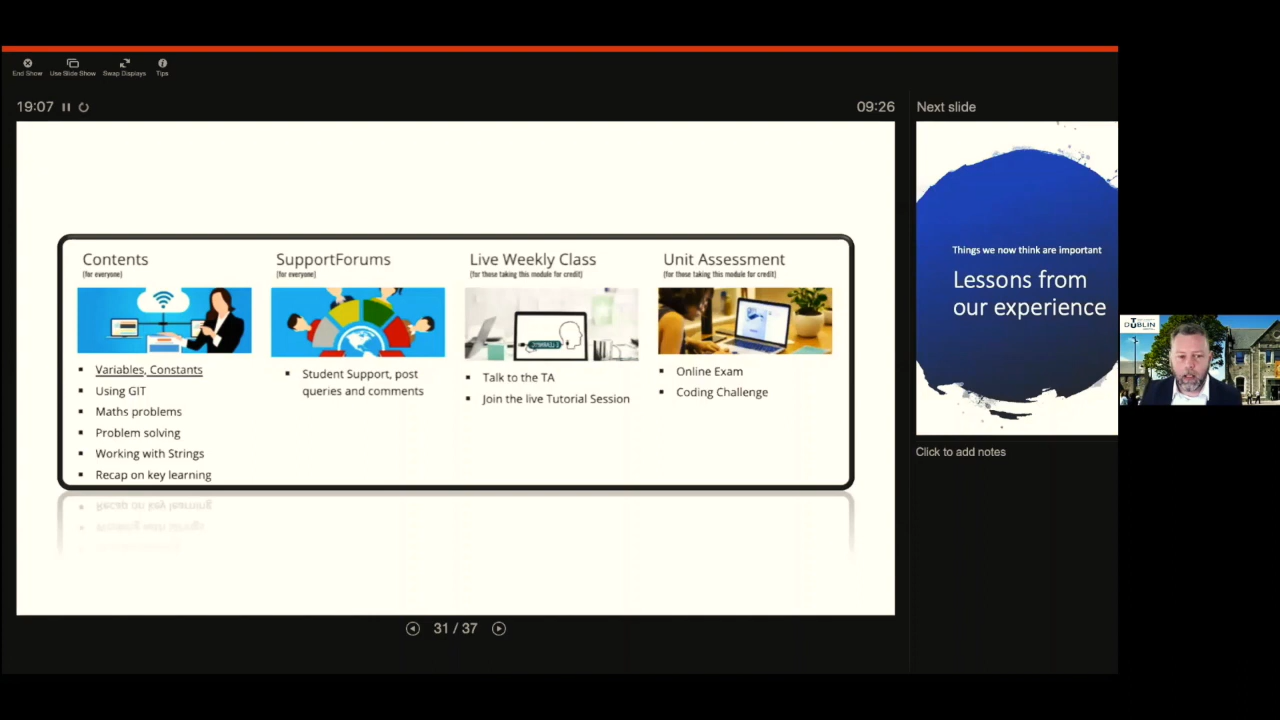 End Show
Use Slide Show
Swap Displays
Tips
19:07
09:26
Next slide
Contents
(for everyone)
Variables, Constants
Using GIT
Maths problems
Problem solving
Working with Strings
Recap on key learning
SupportForums
(for everyone)
Student Support, post
queries and comments
Live Weekly Class
(for those taking this module for credit)
Talk to the TA
Join the live Tutorial Session
Unit Assessment
(for those taking this module for credit)
Online Exam
Coding Challenge
Recap on key learning
Things we now think are important
Lessons from
our experience
DUBLIN
Click to add notes
31 / 37